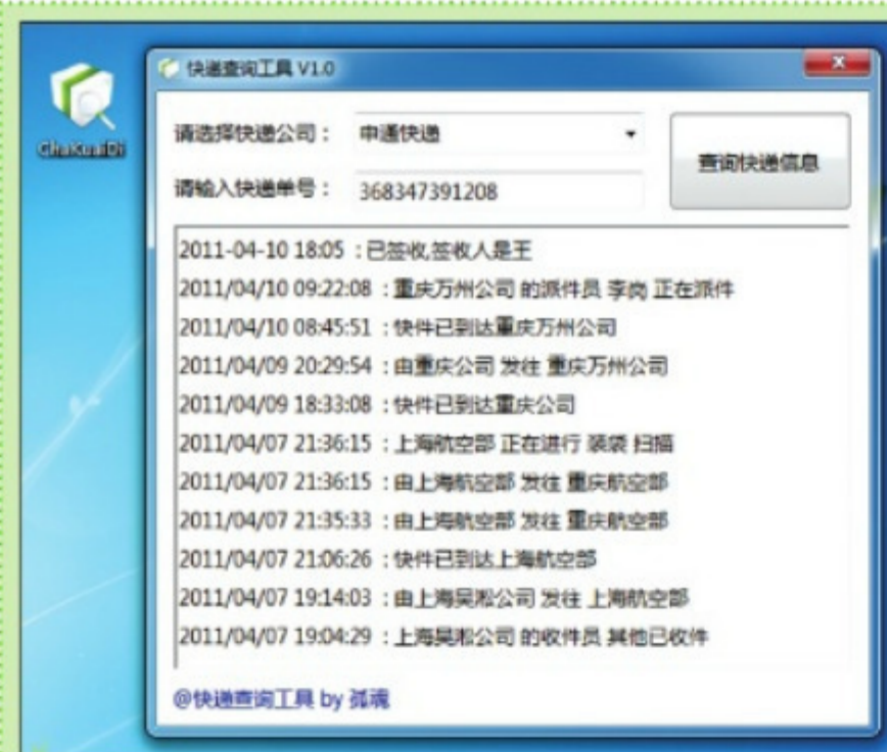 快递查询工具 V1.0
ChaKuaiDi
请选择快递公司：
申通快递
查询快递信息
请输入快递单号：
368347391208
2011-04-10 18:05 ：已签收,签收人是王
2011/04/10 09:22:08 ：重庆万州公司 的派件员 李岗 正在派件
2011/04/10 08:45:51 ：快件已到达重庆万州公司
2011/04/09 20:29:54 ：由重庆公司 发往 重庆万州公司
2011/04/09 18:33:08 ：快件已到达重庆公司
2011/04/07 21:36:15 ：上海航空部 正在进行 装袋 扫描
2011/04/07 21:36:15 ：由上海航空部 发往 重庆航空部
2011/04/07 21:35:33 ：由上海航空部 发往 重庆航空部
2011/04/07 21:06:26 ：快件已到达上海航空部
2011/04/07 19:14:03 ：由上海吴淞公司 发往 上海航空部
2011/04/07 19:04:29 ：上海吴淞公司 的收件员 其他已收件
@快递查询工具 by 孤魂